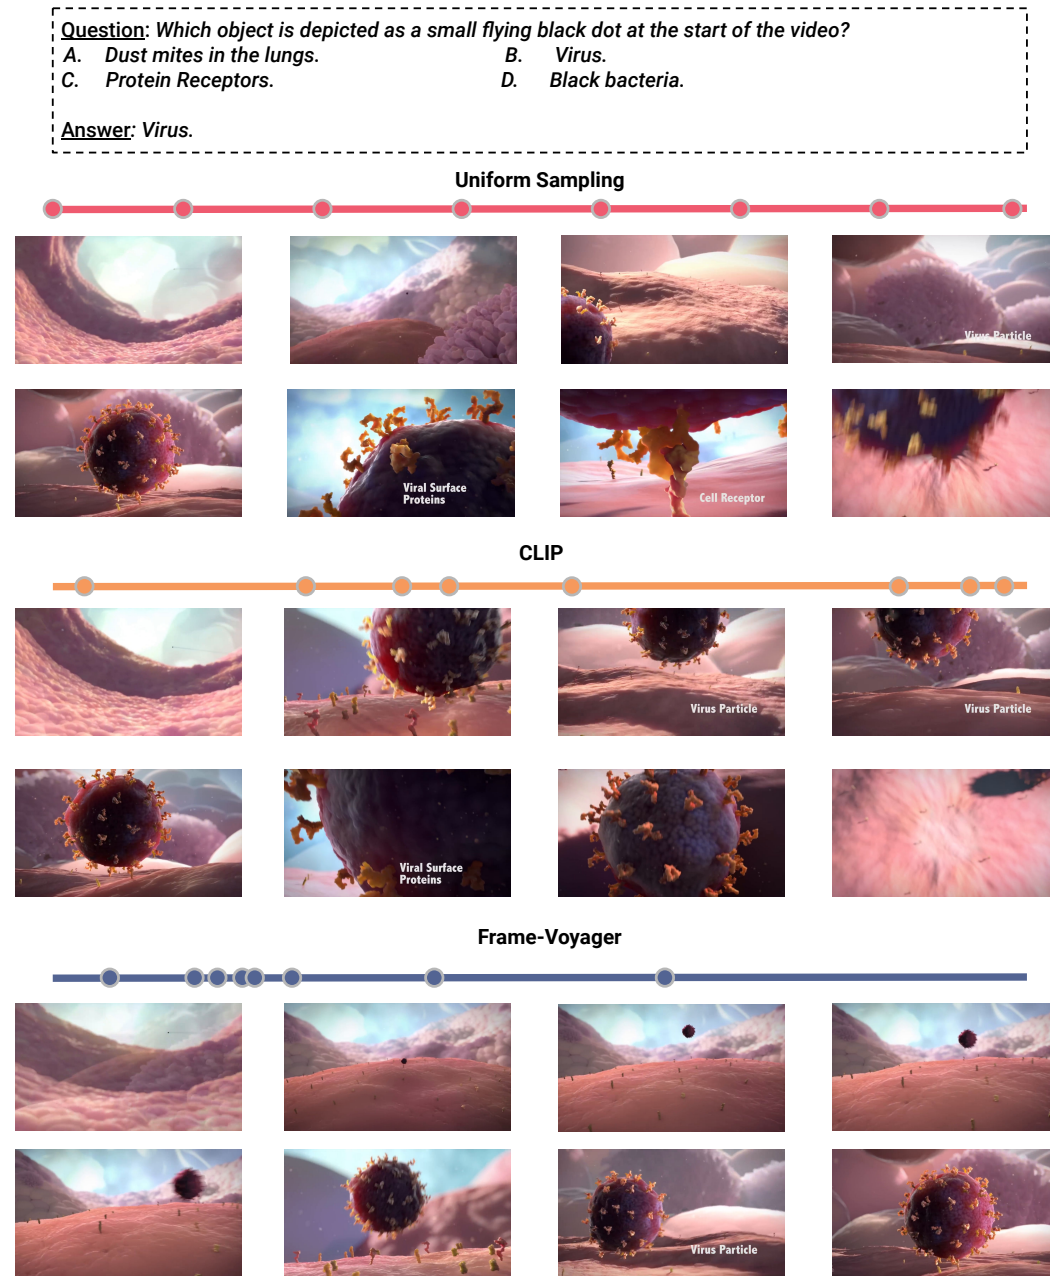 Question: Which object is depicted as a small flying black dot at the start of the video?
A. Dust mites in the lungs. B. Virus.
C. Protein Receptors. D. Black bacteria.
Answer: Virus.
Uniform Sampling
Virus Particle
Viral Surface
Proteins
Cell Receptor
CLIP
Virus Particle
Virus Particle
Viral Surface
Proteins
Frame-Voyager
Virus Particle